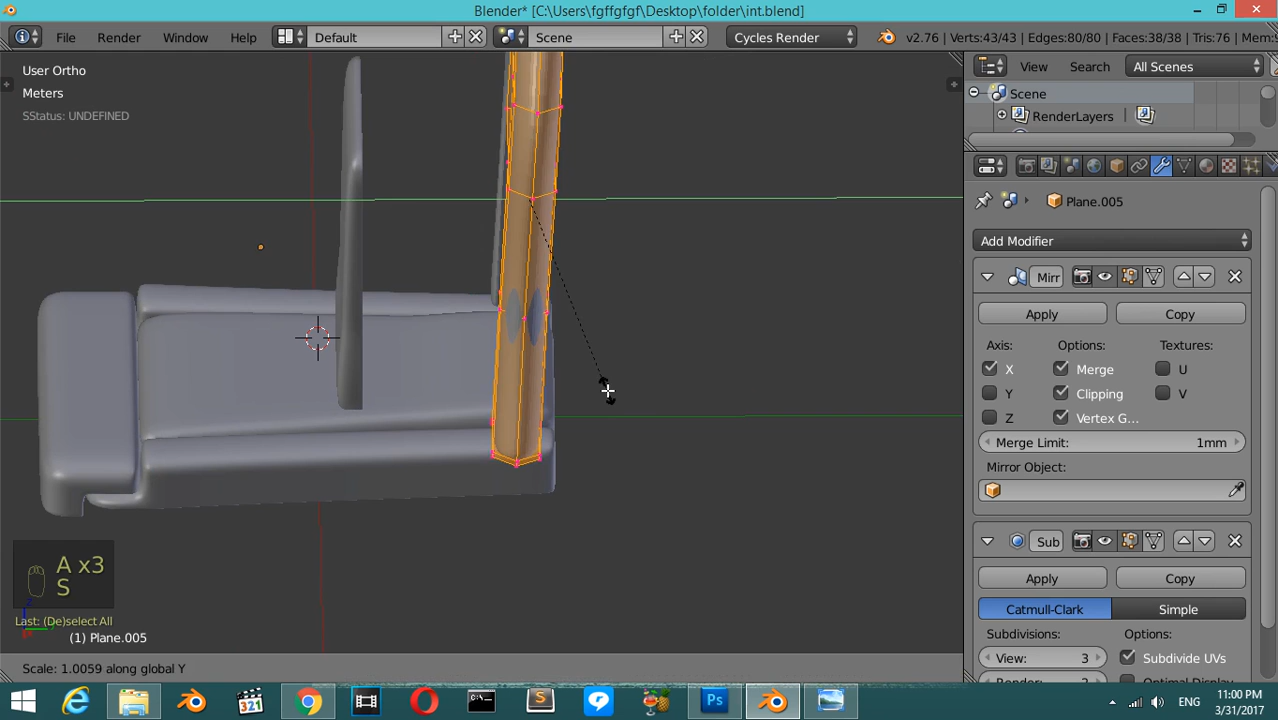 Blender* [C:\Users\fgffgfgf\Desktop\folder\int.blend]
File Render Window Help Default Scene Cycles Render v2.76 | Verts:43/43 | Edges:80/80 | Faces:38/38 | Tris:76 |
User Ortho
Meters
SStatus: UNDEFINED
View Search All Scenes
Scene
RenderLayers
Plane.005
Add Modifier
Mirr
Apply Copy
Axis: Options: Textures:
X Merge U
Y Clipping V
Z Vertex G...
Merge Limit: 1mm
Mirror Object:
Sub
Apply Copy
Catmull-Clark Simple
Subdivisions: Options:
View: 3 Subdivide UVs
A x3
S
Last: (De)select All
(1) Plane.005
Scale: 1.0059 along global Y
321
Ps
ENG
11:00 PM
3/31/2017